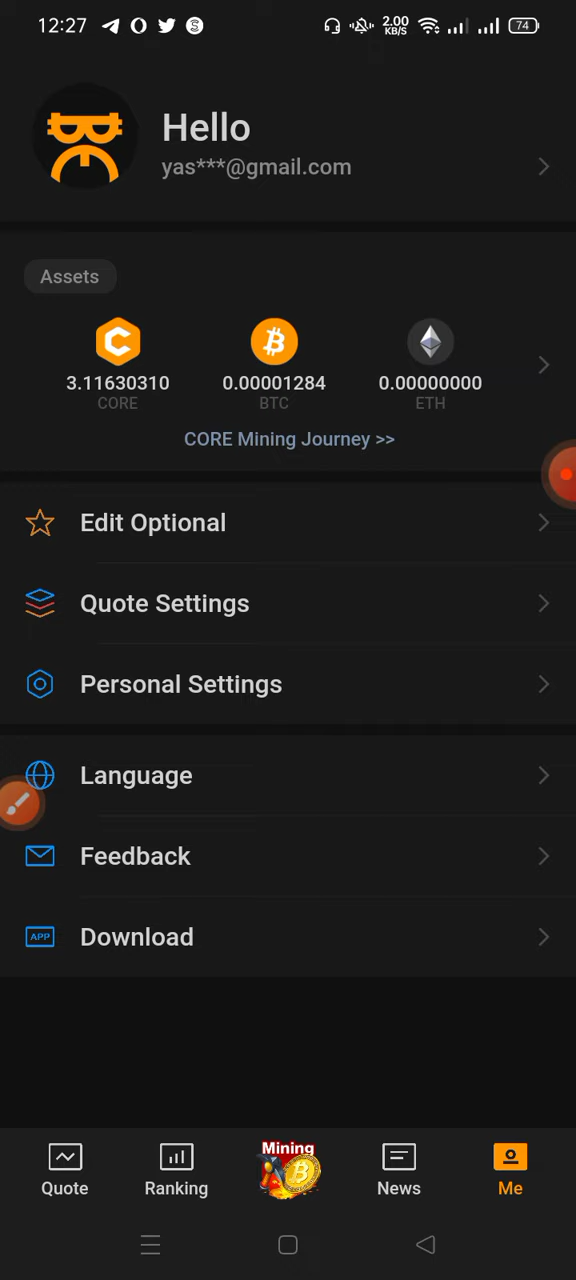 12:27
2.00
KB/S
74
Hello
yas***@gmail.com
Assets
3.11630310
0.00001284
0.00000000
CORE
BTC
ETH
CORE Mining Journey >>
Edit Optional
Quote Settings
Personal Settings
Language
Feedback
APP
Download
Mining
Quote
Ranking
News
Me